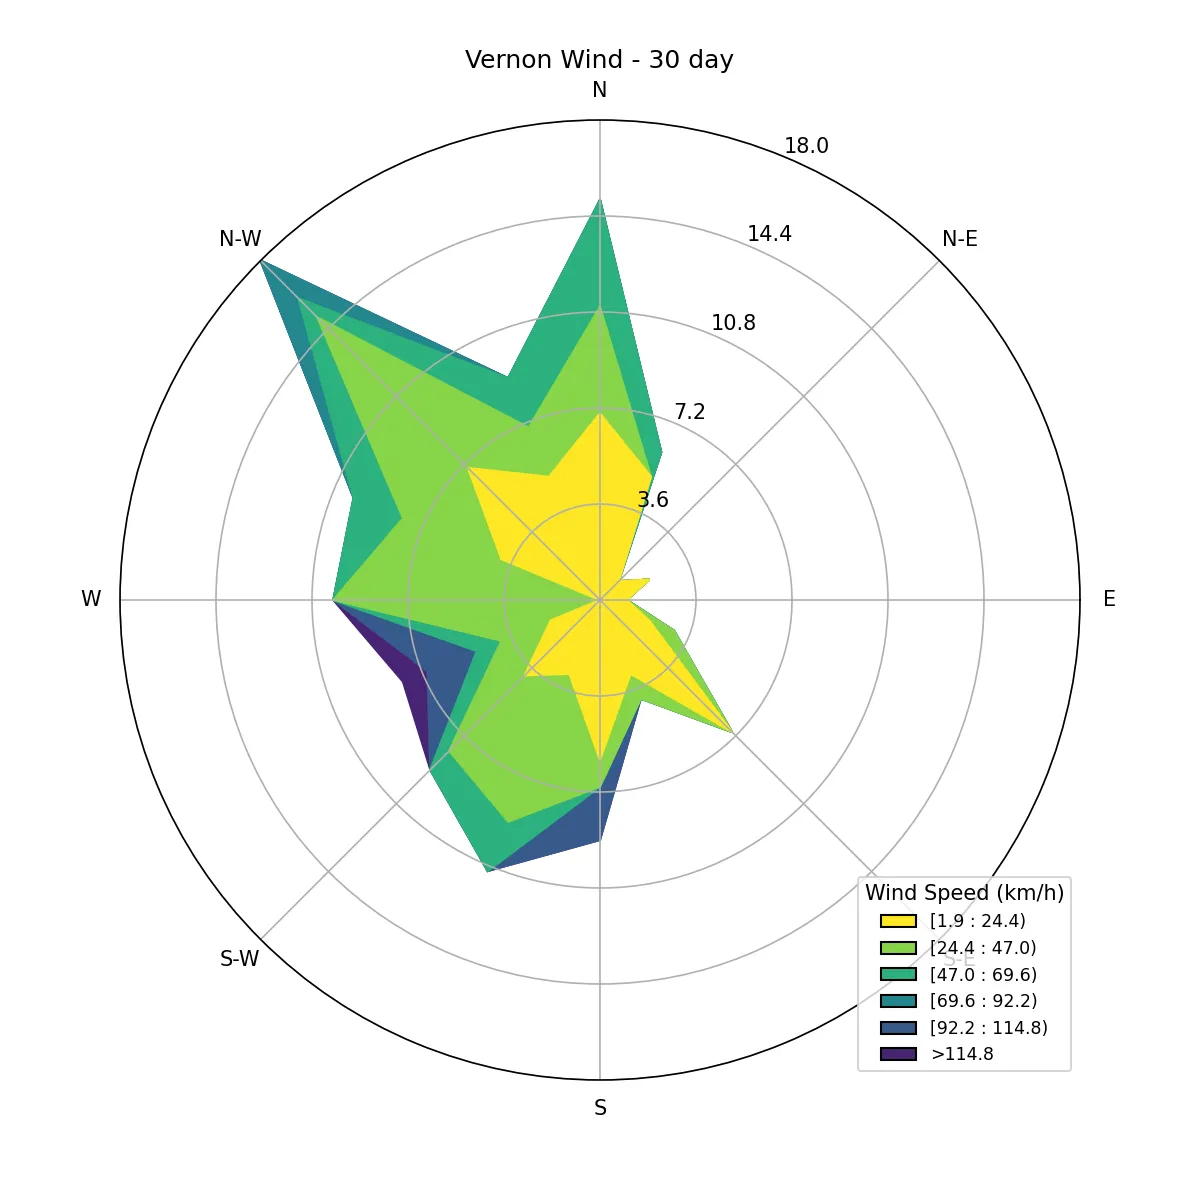 Vernon Wind - 30 day
N
18.0
N-W
N-E
14.4
10.8
7.2
3.6
W
E
S-W
S-E
S
Wind Speed (km/h)
[1.9 : 24.4)
[24.4 : 47.0)
[47.0 : 69.6)
[69.6 : 92.2)
[92.2 : 114.8)
>114.8